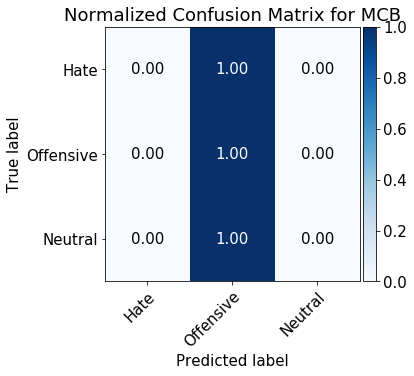 Normalized Confusion Matrix for MCB
1.0
Hate 0.00 1.00 0.00
0.8
0.6
True label
Offensive 0.00 1.00 0.00
0.4
Neutral 0.00 1.00 0.00
0.2
0.0
Hate Offensive Neutral
Predicted label